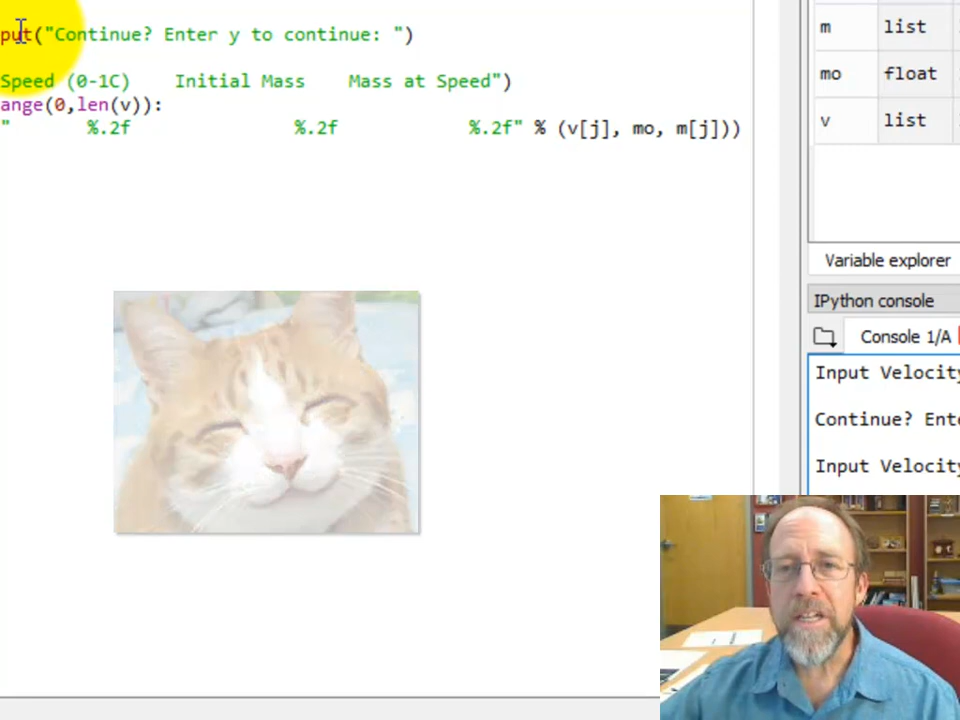 put("Continue? Enter y to continue: ")
Speed (0-1C) Initial Mass Mass at Speed")
ange(0,len(v)):
" %.2f %.2f %.2f" % (v[j], mo, m[j]))
m list
mo float
v list
Variable explorer
IPython console
Console 1/A
Input Velocity
Continue? Ente
Input Velocity